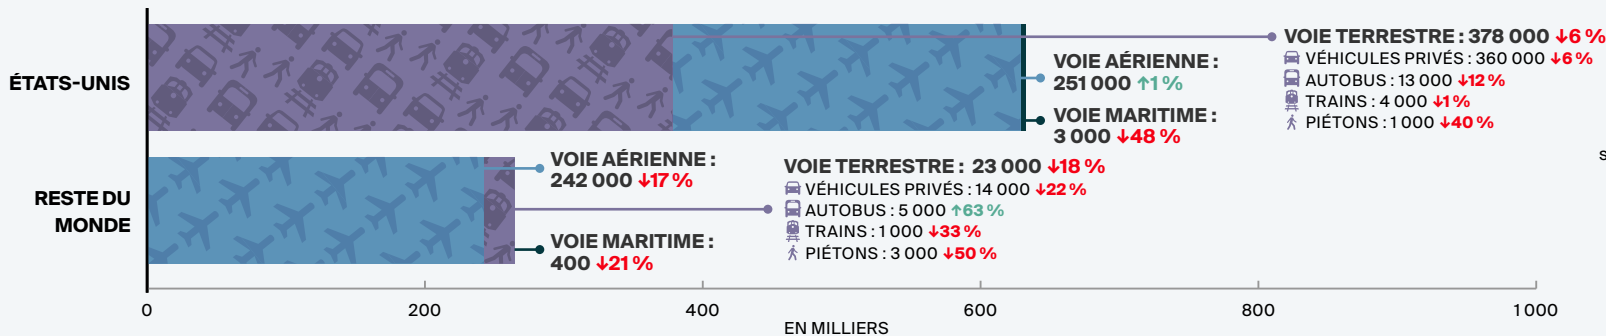 ÉTATS-UNIS
VOIE TERRESTRE : 378 000 ↓6 %
VÉHICULES PRIVÉS : 360 000 ↓6 %
AUTOBUS : 13 000 ↓12 %
TRAINS : 4 000 ↓1 %
PIÉTONS : 1 000 ↓40 %
VOIE AÉRIENNE :
251 000 ↑1 %
VOIE MARITIME :
3 000 ↓48 %
RESTE DU
MONDE
VOIE AÉRIENNE :
242 000 ↓17 %
VOIE MARITIME :
400 ↓21 %
VOIE TERRESTRE : 23 000 ↓18 %
VÉHICULES PRIVÉS : 14 000 ↓22 %
AUTOBUS : 5 000 ↑63 %
TRAINS : 1 000 ↓33 %
PIÉTONS : 3 000 ↓50 %
s
0 200 400 600 800 1 000
EN MILLIERS